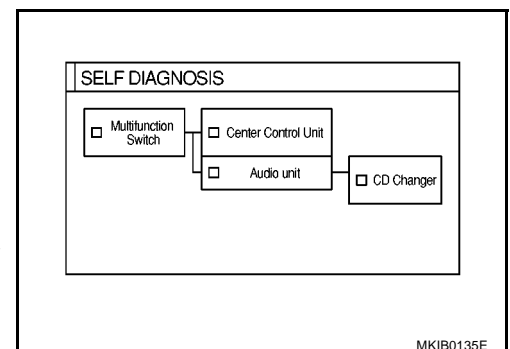 SELF DIAGNOSIS
Multifunction
Switch
Center Control Unit
Audio unit
CD Changer
MKIB0135E